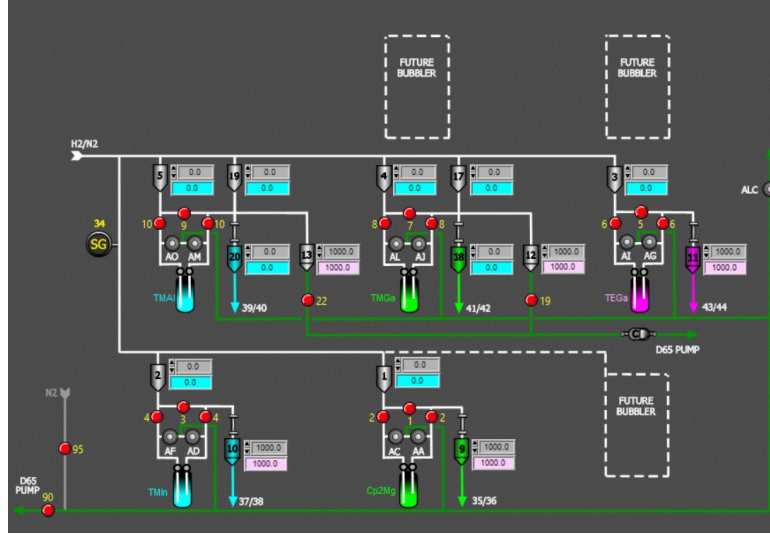 FUTURE
BUBBLER
FUTURE
BUBBLER
H2/N2
5
0.0
0.0
19
0.0
0.0
4
0.0
0.0
17
0.0
0.0
3
0.0
0.0
ALC
34
SG
10
9
10
8
7
8
6
5
6
AO
AM
20
0.0
0.0
13
1000.0
1000.0
AL
AJ
18
0.0
0.0
12
1000.0
1000.0
AI
AG
11
TMAl
39/40
22
TMGa
41/42
19
TEGa
43/44
C
D65 PUMP
2
0.0
0.0
1
0.0
0.0
N2
FUTURE
BUBBLER
4
3
4
2
1
2
95
AF
AD
10
1000.0
1000.0
AC
AA
9
1000.0
1000.0
D65
PUMP
90
TMIn
37/38
Cp2Mg
35/36